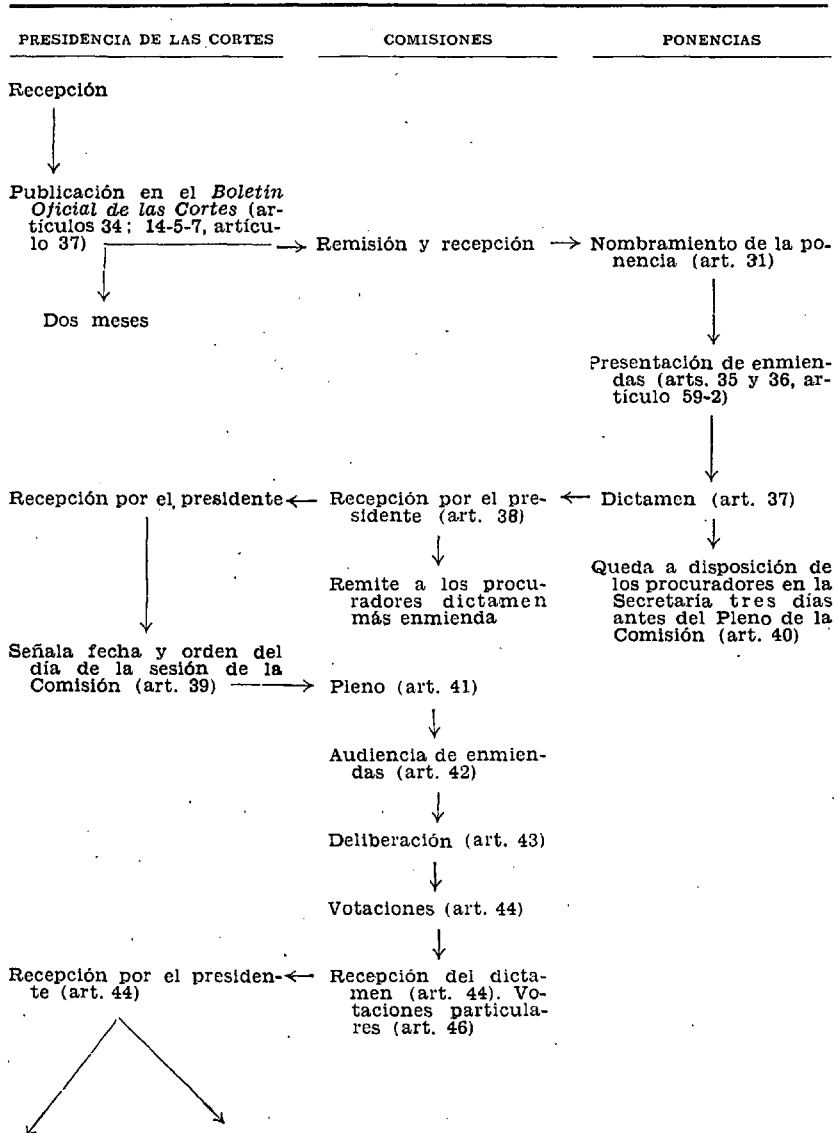 PRESIDENCIA DE LAS CORTES COMISIONES PONENCIAS
Recepción
Publicación en el Boletín
Oficial de las Cortes (ar-
tículos 34; 14-5-7, artícu-
lo 37)
Remisión y recepción
Nombramiento de la po-
nencia (art. 31)
Dos meses
Presentación de enmien-
das (arts. 35 y 36, ar-
tículo 59-2)
Recepción por el presidente
Recepción por el pre-
sidente (art. 38)
Dictamen (art. 37)
Remite a los procu-
radores dictamen
más enmienda
Queda a disposición de
los procuradores en la
Secretaría tres días
antes del Pleno de la
Comisión (art. 40)
Señala fecha y orden del
día de la sesión de la
Comisión (art. 39)
Pleno (art. 41)
Audiencia de enmien-
das (art. 42)
Deliberación (art. 43)
Votaciones (art. 44)
Recepción por el presiden-
te (art. 44)
Recepción del dicta-
men (art. 44). Vo-
taciones particula-
res (art. 46)